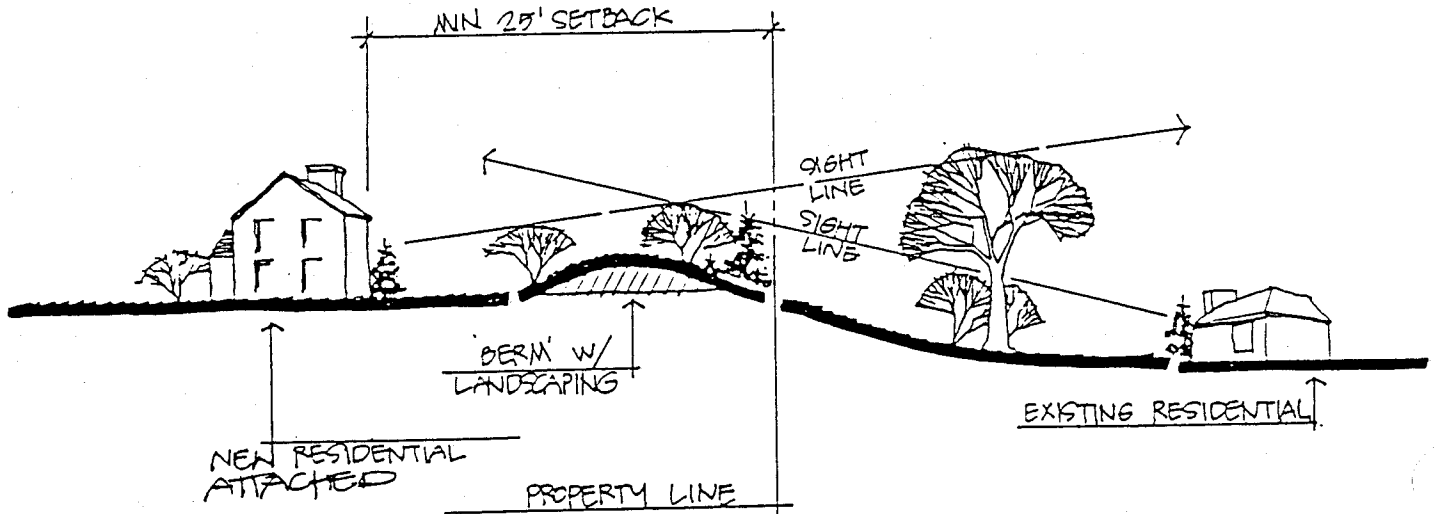 MIN 25' SETBACK
SIGHT
LINE
SIGHT
LINE
'BERM' W/
LANDSCAPING
EXISTING RESIDENTIAL
NEW RESIDENTIAL
ATTACHED
PROPERTY LINE